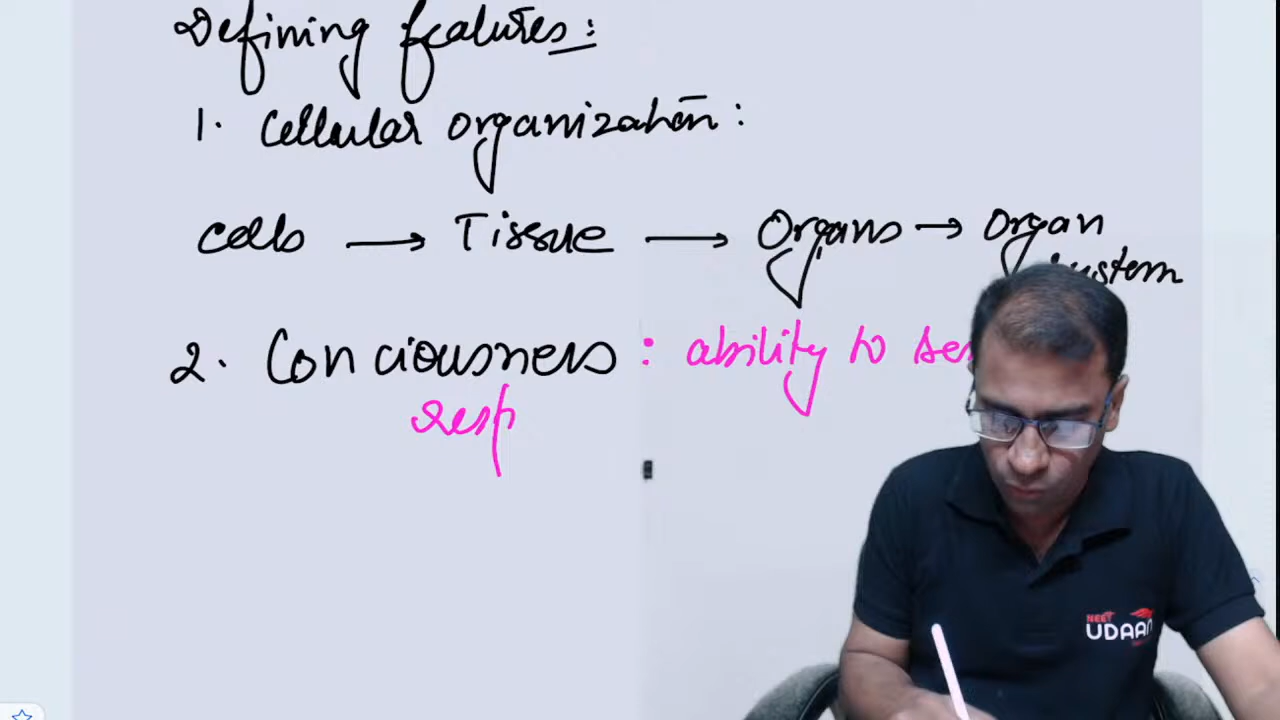 Defining features :
1. Cellular organization :
Cells → Tissue → Organs → Organ
system
2. Conciousness : ability to
resp
NEET
UDAAN